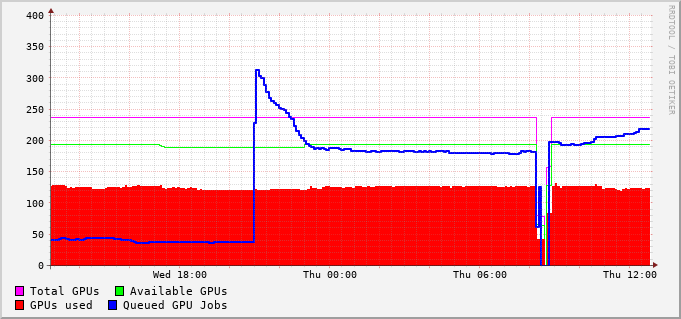 400
350
300
250
200
150
100
50
0
Wed 18:00 Thu 00:00 Thu 06:00 Thu 12:00
Total GPUs Available GPUs
GPUs used Queued GPU Jobs
RRDTOOL / TOBI OETIKER